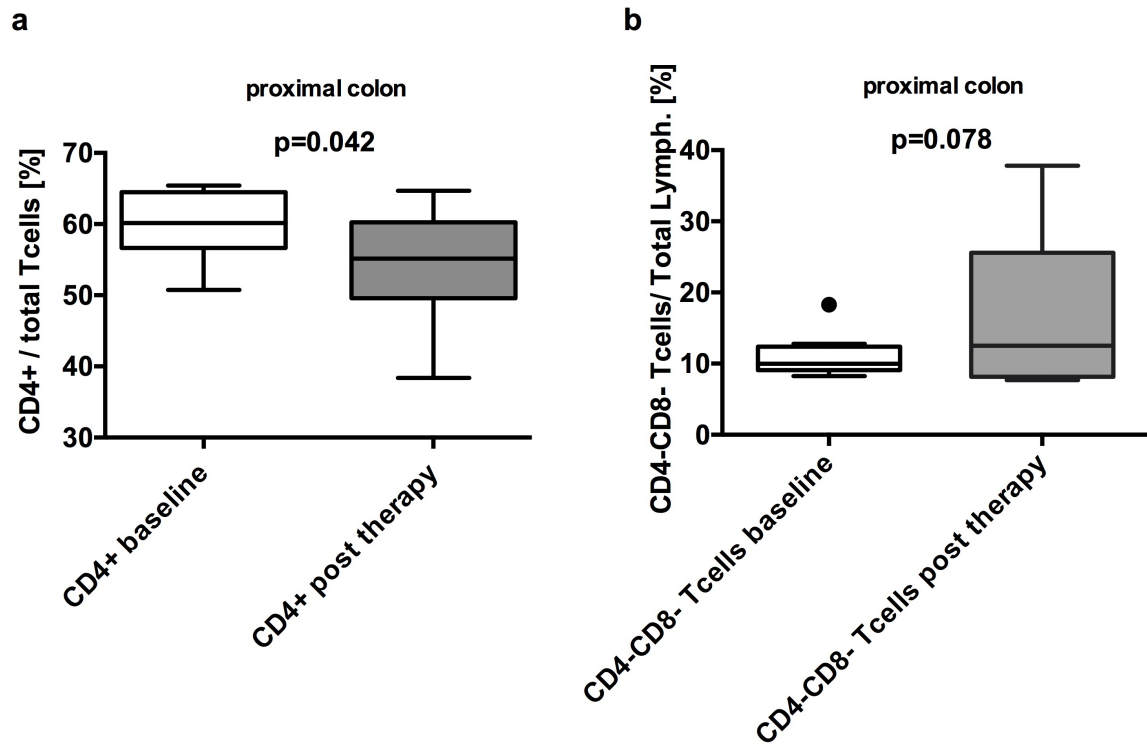 a
proximal colon
p=0.042
CD4+ / total Tcells [%]
70
60
50
40
30
CD4+ baseline
CD4+ post therapy
b
proximal colon
p=0.078
CD4-CD8- Tcells/ Total Lymph. [%]
40
30
20
10
0
CD4-CD8- Tcells baseline
CD4-CD8- Tcells post therapy